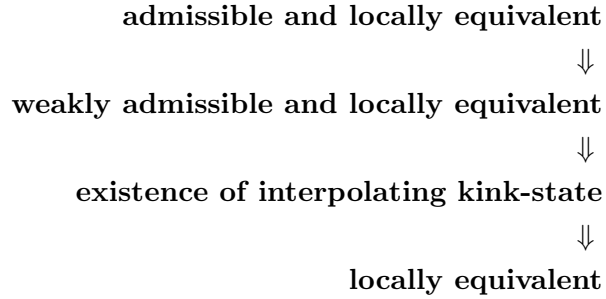 admissible and locally equivalent
⇓
weakly admissible and locally equivalent
⇓
existence of interpolating kink-state
⇓
locally equivalent